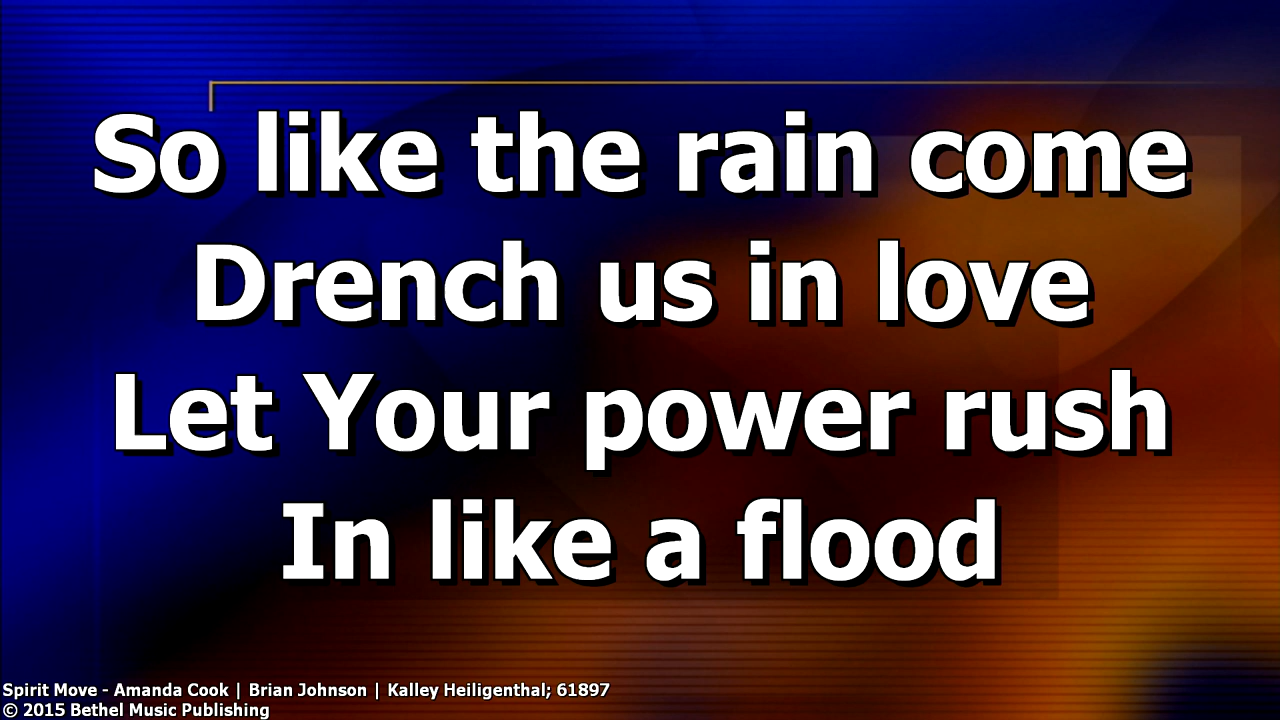 So like the rain come
Drench us in love
Let Your power rush
In like a flood
Spirit Move - Amanda Cook | Brian Johnson | Kalley Heiligenthal; 61897
© 2015 Bethel Music Publishing